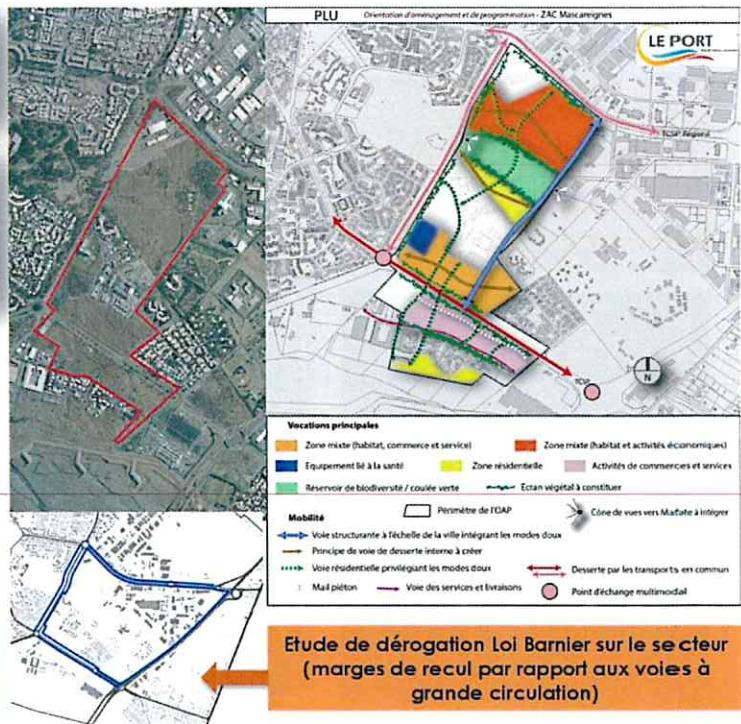 PLU Orientation d'aménagement et de programmation - ZAC Mascareignes
LE PORT
TCSP Régional
TCSP
N
Vocations principales
Zone mixte (habitat, commerce et service)
Zone mixte (habitat et activités économiques)
Equipement lié à la santé
Zone résidentielle
Activités de commerces et services
Réservoir de biodiversité / coulée verte
Ecran végétal à constituer
Périmètre de l'OAP
Cône de vues vers Mafate à intégrer
Mobilité
Voie structurante à l'échelle de la ville intégrant les modes doux
Principe de voie de desserte interne à créer
Voie résidentielle privilégiant les modes doux
Desserte par les transports en commun
Mail piéton
Voie des services et livraisons
Point d'échange multimodal
Etude de dérogation Loi Barnier sur le secteur
(marges de recul par rapport aux voies à
grande circulation)